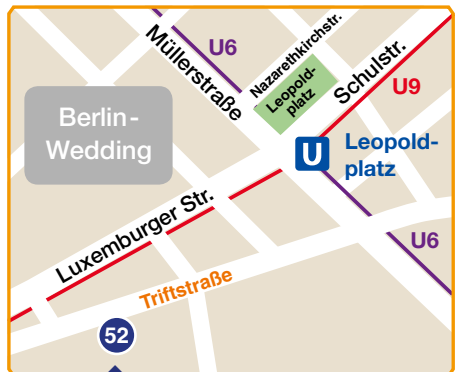 U6
Müllerstraße
Nazarethkirchstr.
Leopold-
platz
Schulstr.
U9
Berlin-
Wedding
U
Leopold-
platz
Luxemburger Str.
U6
Triftstraße
52